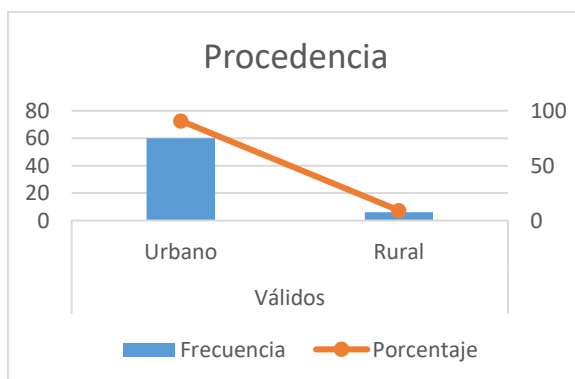 Procedencia
80 100
60
40 50
20
0 0
Urbano Rural
Válidos
Frecuencia Porcentaje